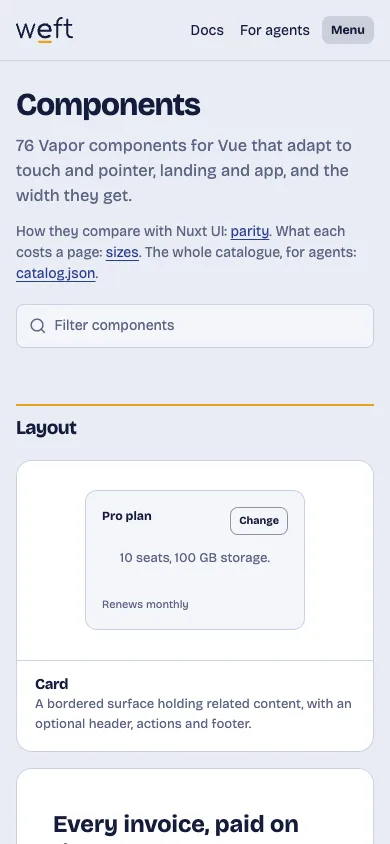 weft
Docs
For agents
Menu
Components
76 Vapor components for Vue that adapt to
touch and pointer, landing and app, and the
width they get.
How they compare with Nuxt UI: parity. What each
costs a page: sizes. The whole catalogue, for agents:
catalog.json.
Filter components
Layout
Pro plan
Change
10 seats, 100 GB storage.
Renews monthly
Card
A bordered surface holding related content, with an
optional header, actions and footer.
Every invoice, paid on